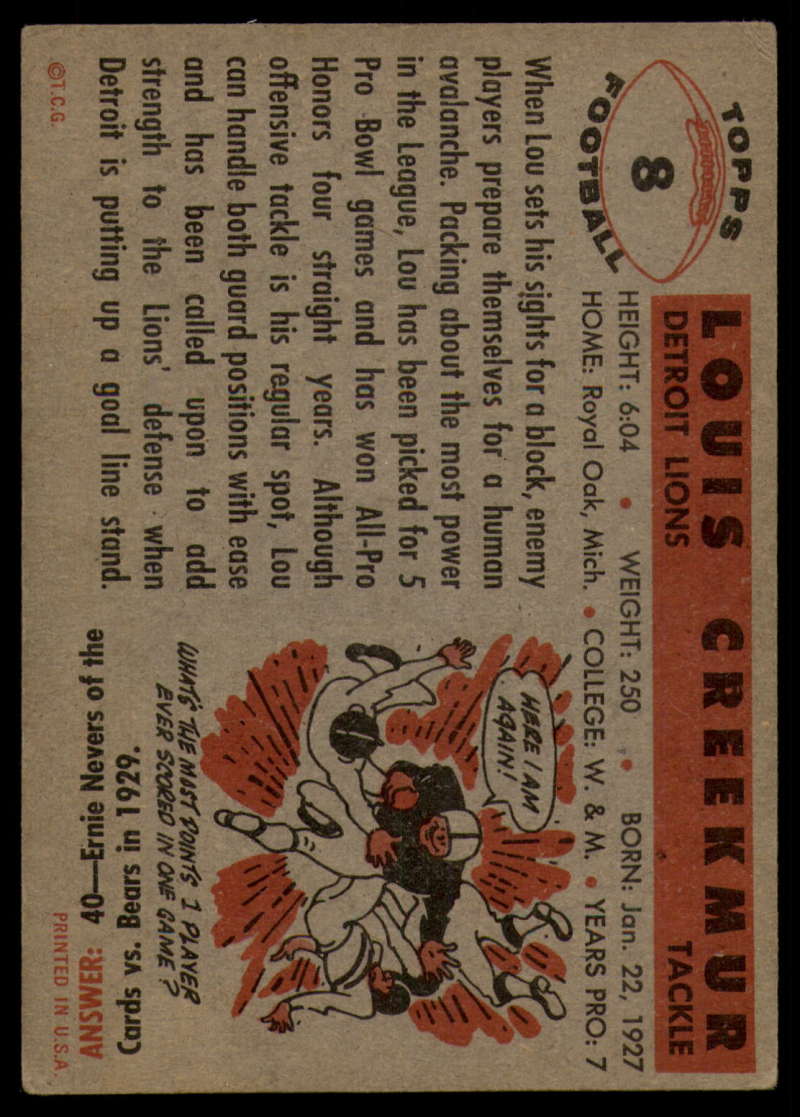 TOPPS
8
FOOTBALL
LOUIS CREEKMUR
DETROIT LIONS TACKLE
HEIGHT: 6:04 • WEIGHT: 250 • BORN: Jan. 22, 1927
HOME: Royal Oak, Mich. • COLLEGE: W. & M. • YEARS PRO: 7
When Lou sets his sights for a block, enemy
players prepare themselves for a human
avalanche. Packing about the most power
in the League, Lou has been picked for 5
Pro Bowl games and has won All-Pro
Honors four straight years. Although
offensive tackle is his regular spot, Lou
can handle both guard positions with ease
and has been called upon to add
strength to the Lions' defense when
Detroit is putting up a goal line stand.
©T.C.G.
HERE I AM
AGAIN!
WHAT'S THE MOST POINTS 1 PLAYER
EVER SCORED IN ONE GAME?
ANSWER: 40—Ernie Nevers of the
Cards vs. Bears in 1929.
PRINTED IN U.S.A.